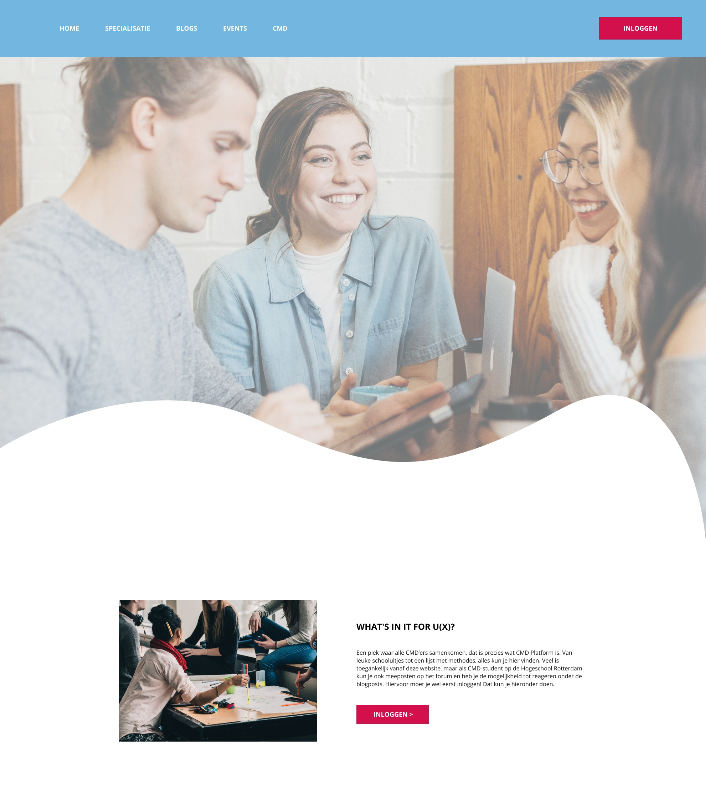 HOME SPECIALISATIE BLOGS EVENTS CMD INLOGGEN
WHAT'S IN IT FOR U(X)?
Een plek waar alle CMD'ers samenkomen, dat is precies wat CMD Platform is. Van
leuke schooluitjes tot een lijst met methodes, alles kun je hier vinden. Veel is
toegankelijk vanaf deze website, maar als CMD-student op de Hogeschool Rotterdam
kun je ook meeposten op het forum en heb je de mogelijkheid tot reageren onder de
blogposts. Hiervoor moet je wel eerst inloggen! Dat kun je hieronder doen.
INLOGGEN >